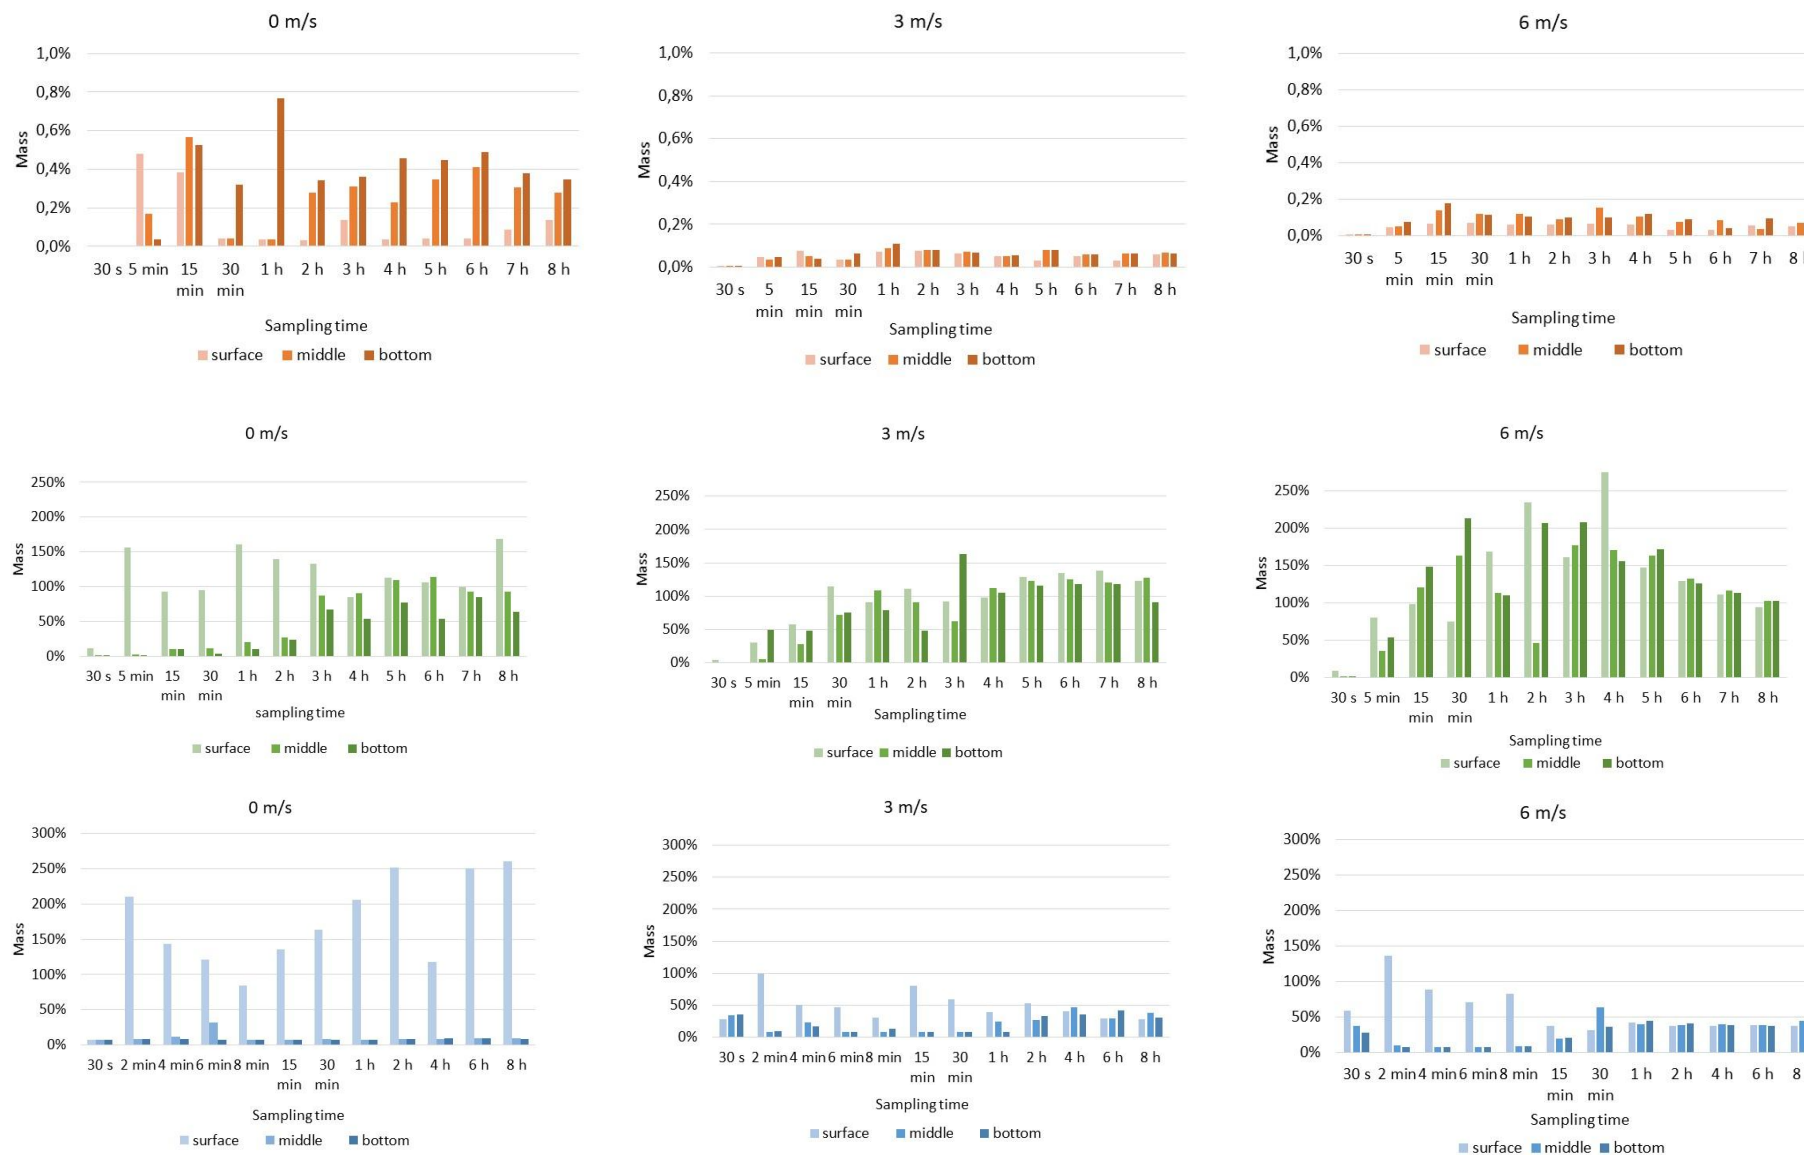 0 m/s
1,0%
0,8%
0,6%
0,4%
0,2%
0,0%
Mass
30 s 5 min 15 min 30 min 1 h 2 h 3 h 4 h 5 h 6 h 7 h 8 h
Sampling time
surface middle bottom
3 m/s
1,0%
0,8%
0,6%
0,4%
0,2%
0,0%
Mass
30 s 5 min 15 min 30 min 1 h 2 h 3 h 4 h 5 h 6 h 7 h 8 h
Sampling time
surface middle bottom
6 m/s
1,0%
0,8%
0,6%
0,4%
0,2%
0,0%
Mass
30 s 5 min 15 min 30 min 1 h 2 h 3 h 4 h 5 h 6 h 7 h 8
Sampling time
surface middle bottom
0 m/s
250%
200%
150%
100%
50%
0%
Mass
30 s 5 min 15 min 30 min 1 h 2 h 3 h 4 h 5 h 6 h 7 h 8 h
sampling time
surface middle bottom
3 m/s
250%
200%
150%
100%
50%
0%
Mass
30 s 5 min 15 min 30 min 1 h 2 h 3 h 4 h 5 h 6 h 7 h 8 h
Sampling time
surface middle bottom
6 m/s
250%
200%
150%
100%
50%
0%
Mass
30 s 5 min 15 min 30 min 1 h 2 h 3 h 4 h 5 h 6 h 7 h 8 h
Sampling time
surface middle bottom
0 m/s
300%
250%
200%
150%
100%
50%
0%
Mass
30 s 2 min 4 min 6 min 8 min 15 min 30 min 1 h 2 h 4 h 6 h 8 h
Sampling time
surface middle bottom
3 m/s
300%
250%
200%
150%
100%
50%
0%
Mass
30 s 2 min 4 min 6 min 8 min 15 min 30 min 1 h 2 h 4 h 6 h 8 h
Sampling time
surface middle bottom
6 m/s
300%
250%
200%
150%
100%
50%
0%
Mass
30 s 2 min 4 min 6 min 8 min 15 min 30 min 1 h 2 h 4 h 6 h 8
Sampling time
surface middle bottom